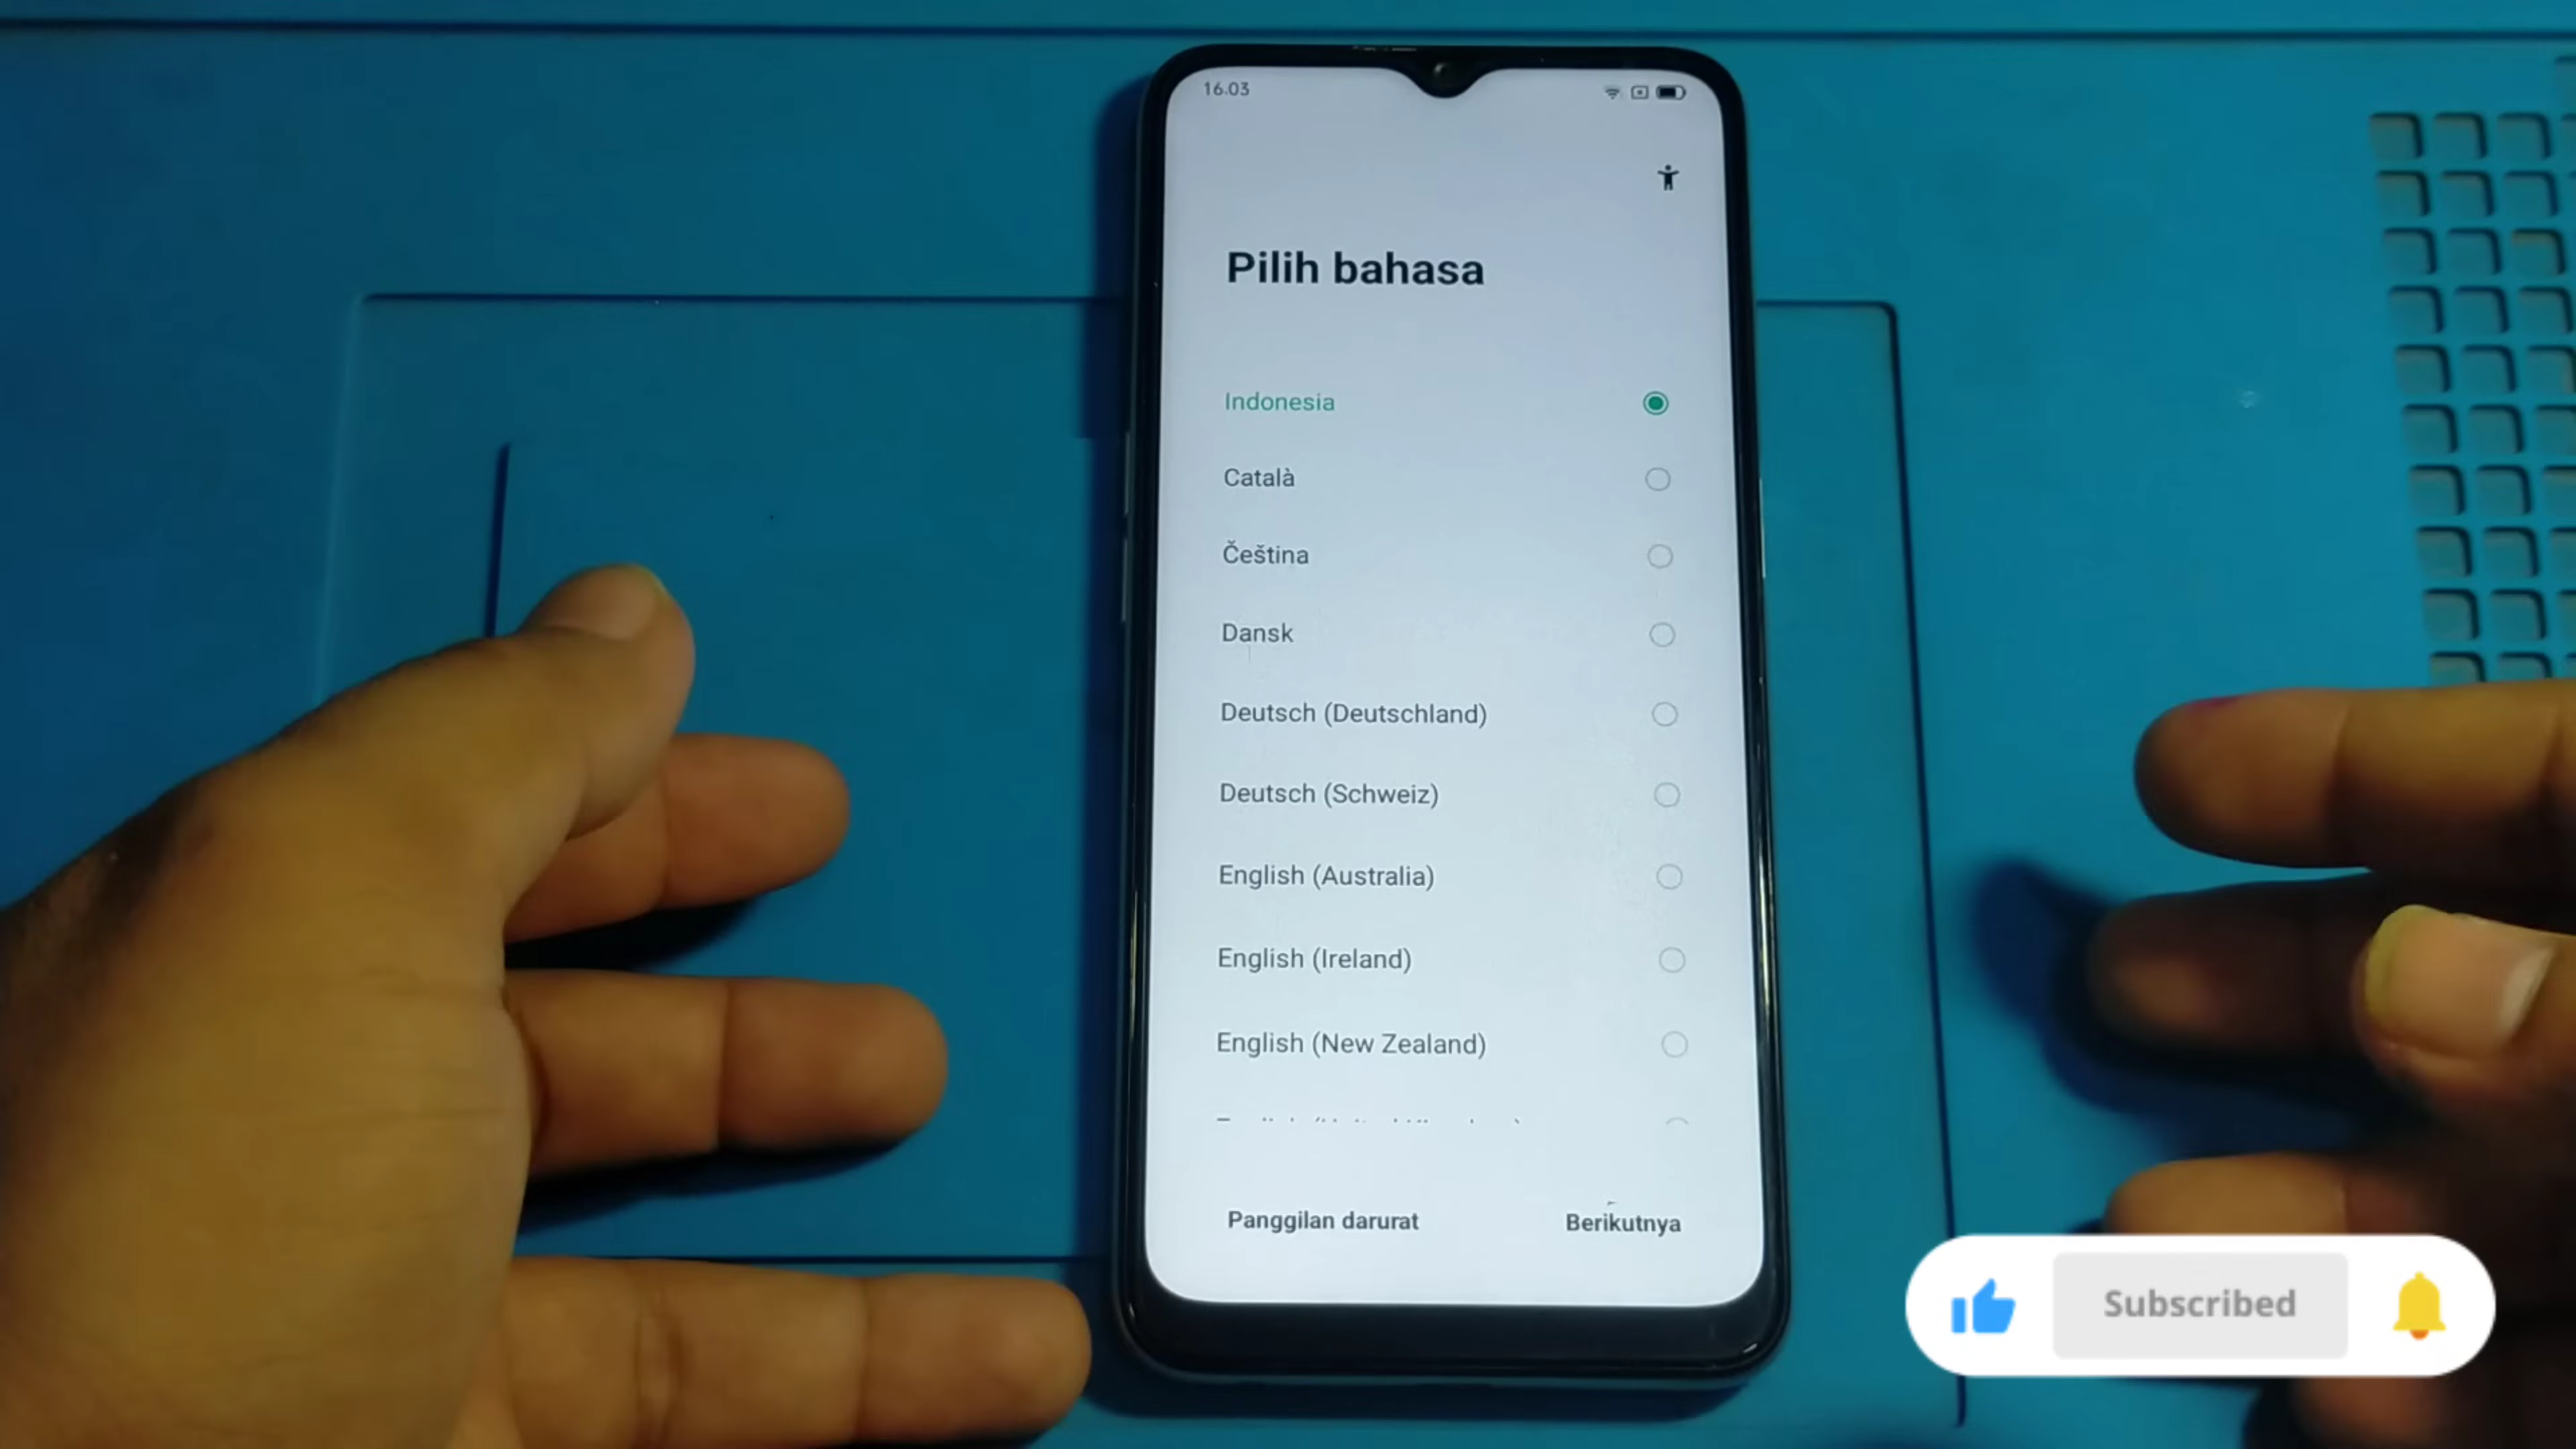 16.03
Pilih bahasa
Indonesia
Català
Čeština
Dansk
Deutsch (Deutschland)
Deutsch (Schweiz)
English (Australia)
English (Ireland)
English (New Zealand)
Panggilan darurat
Berikutnya
Subscribed